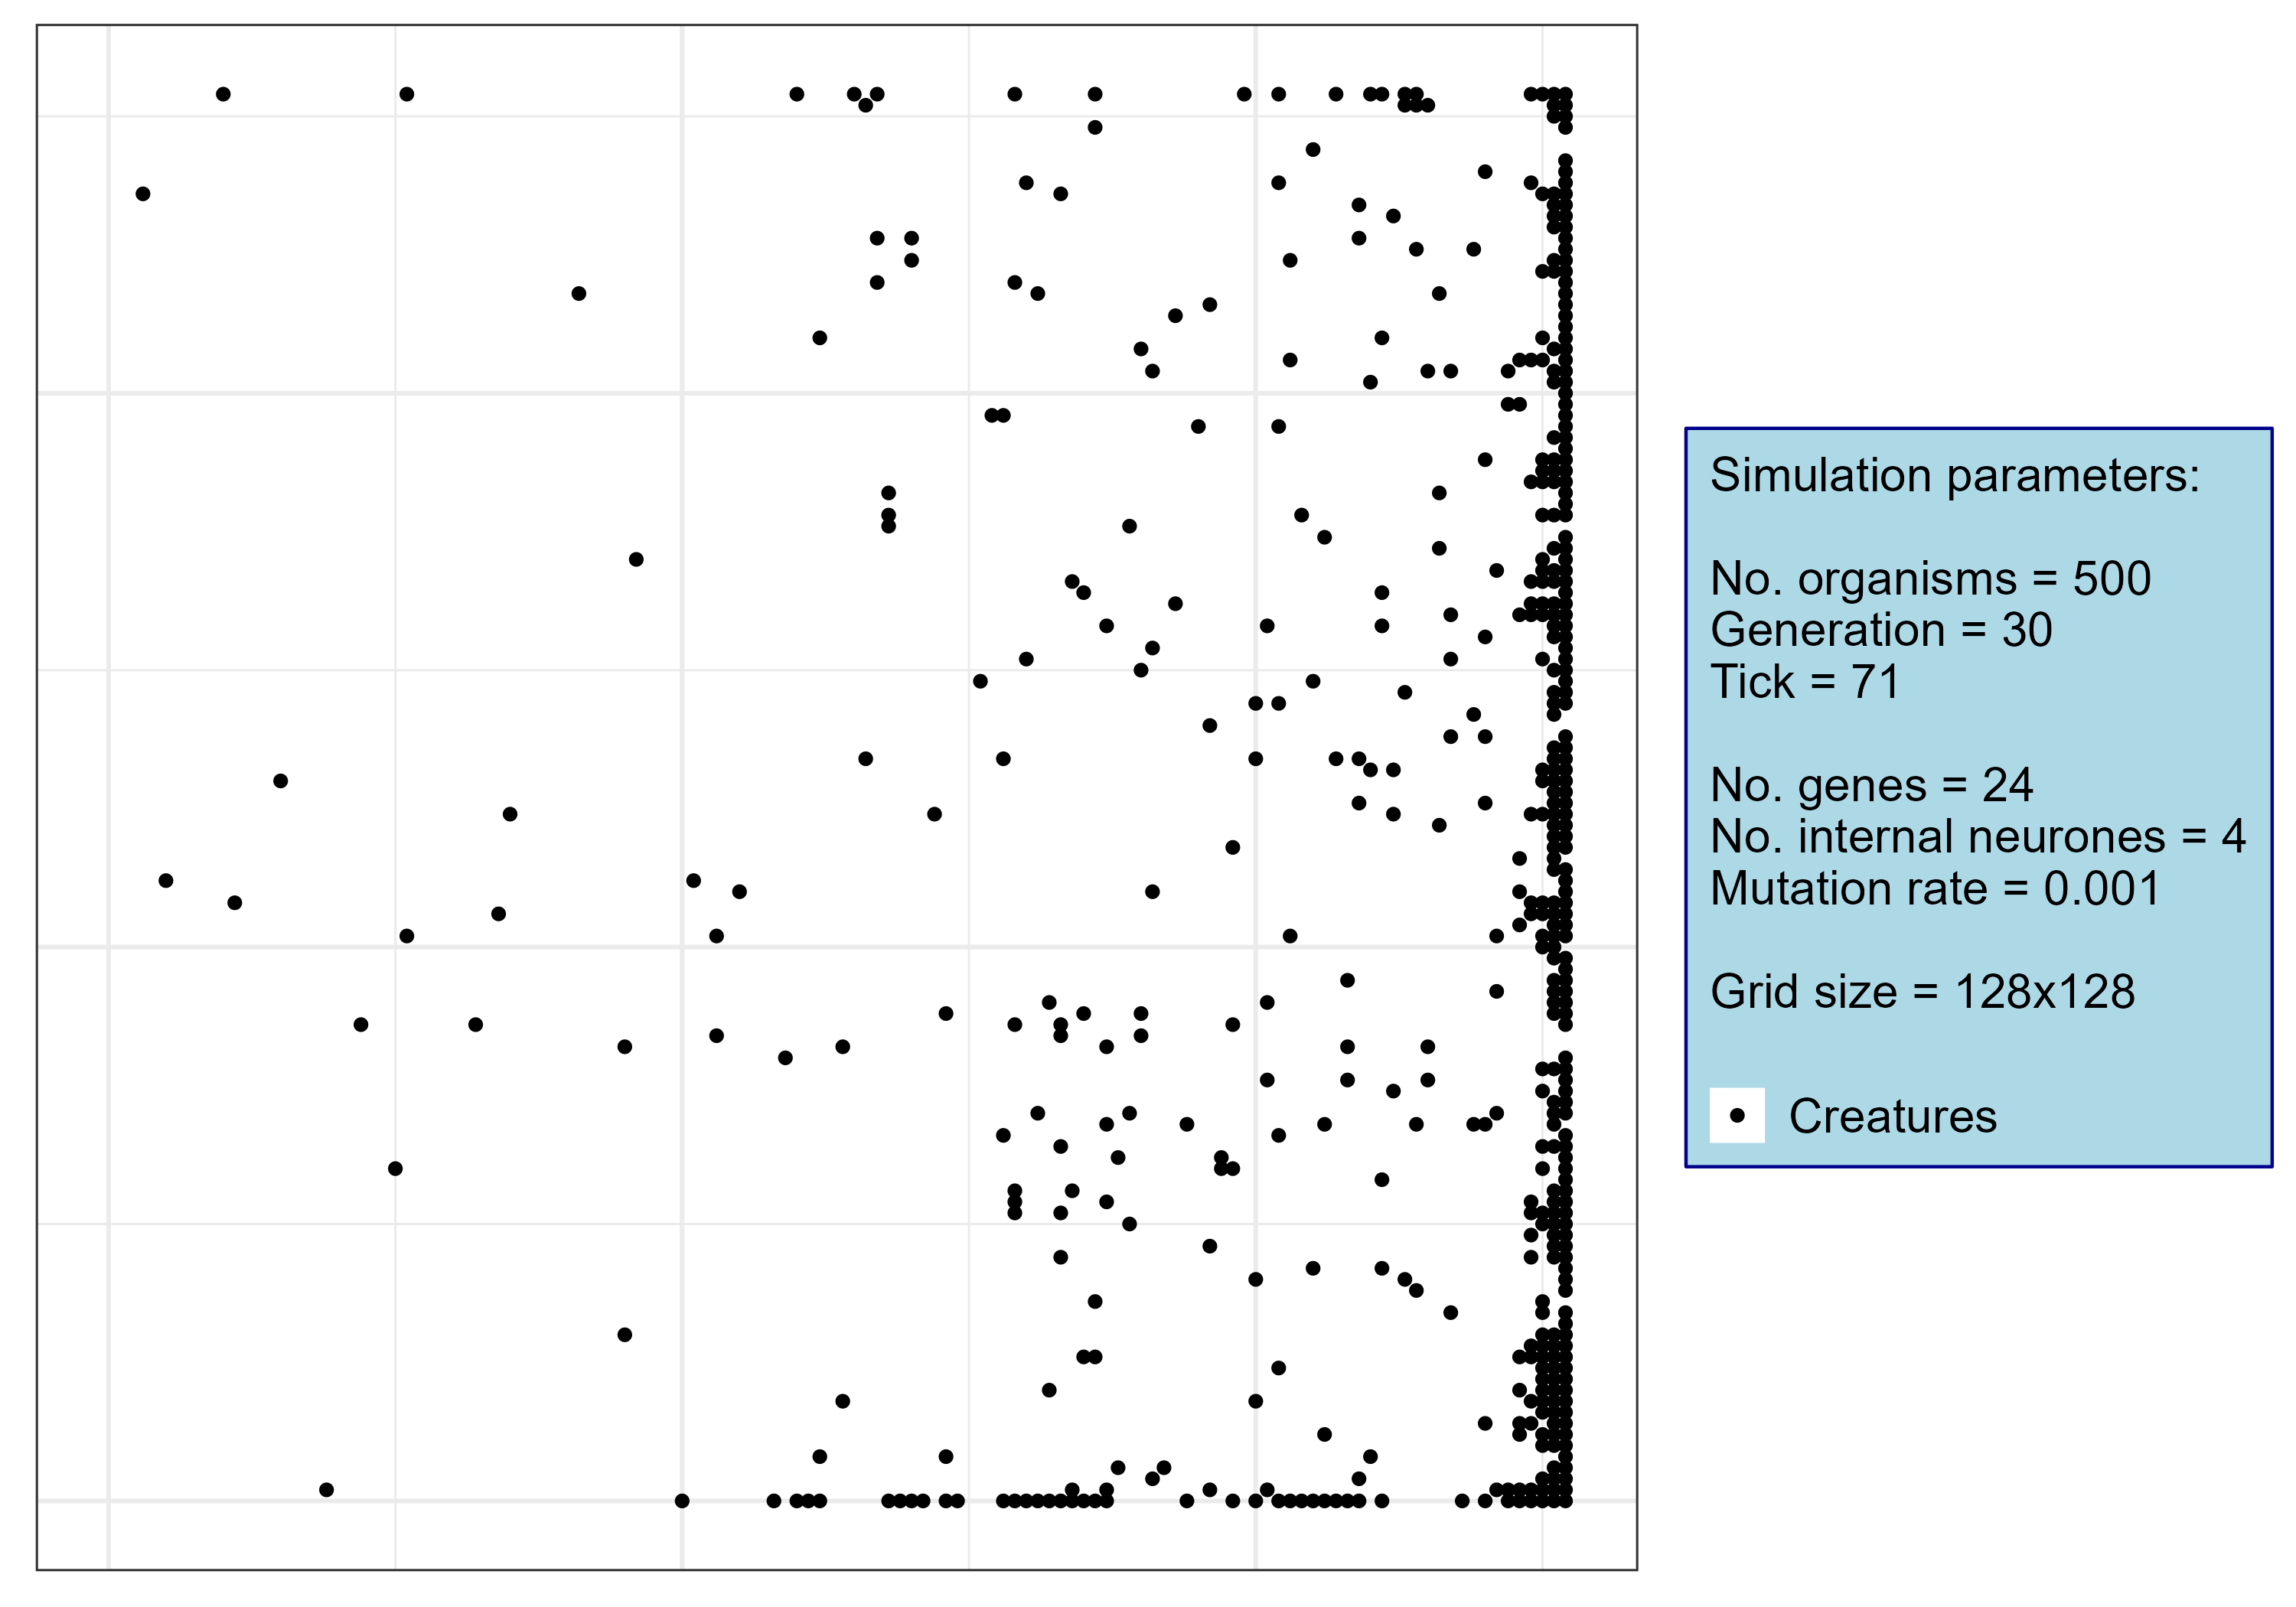 Simulation parameters:
No. organisms = 500
Generation = 30
Tick = 71
No. genes = 24
No. internal neurones = 4
Mutation rate = 0.001
Grid size = 128x128
Creatures